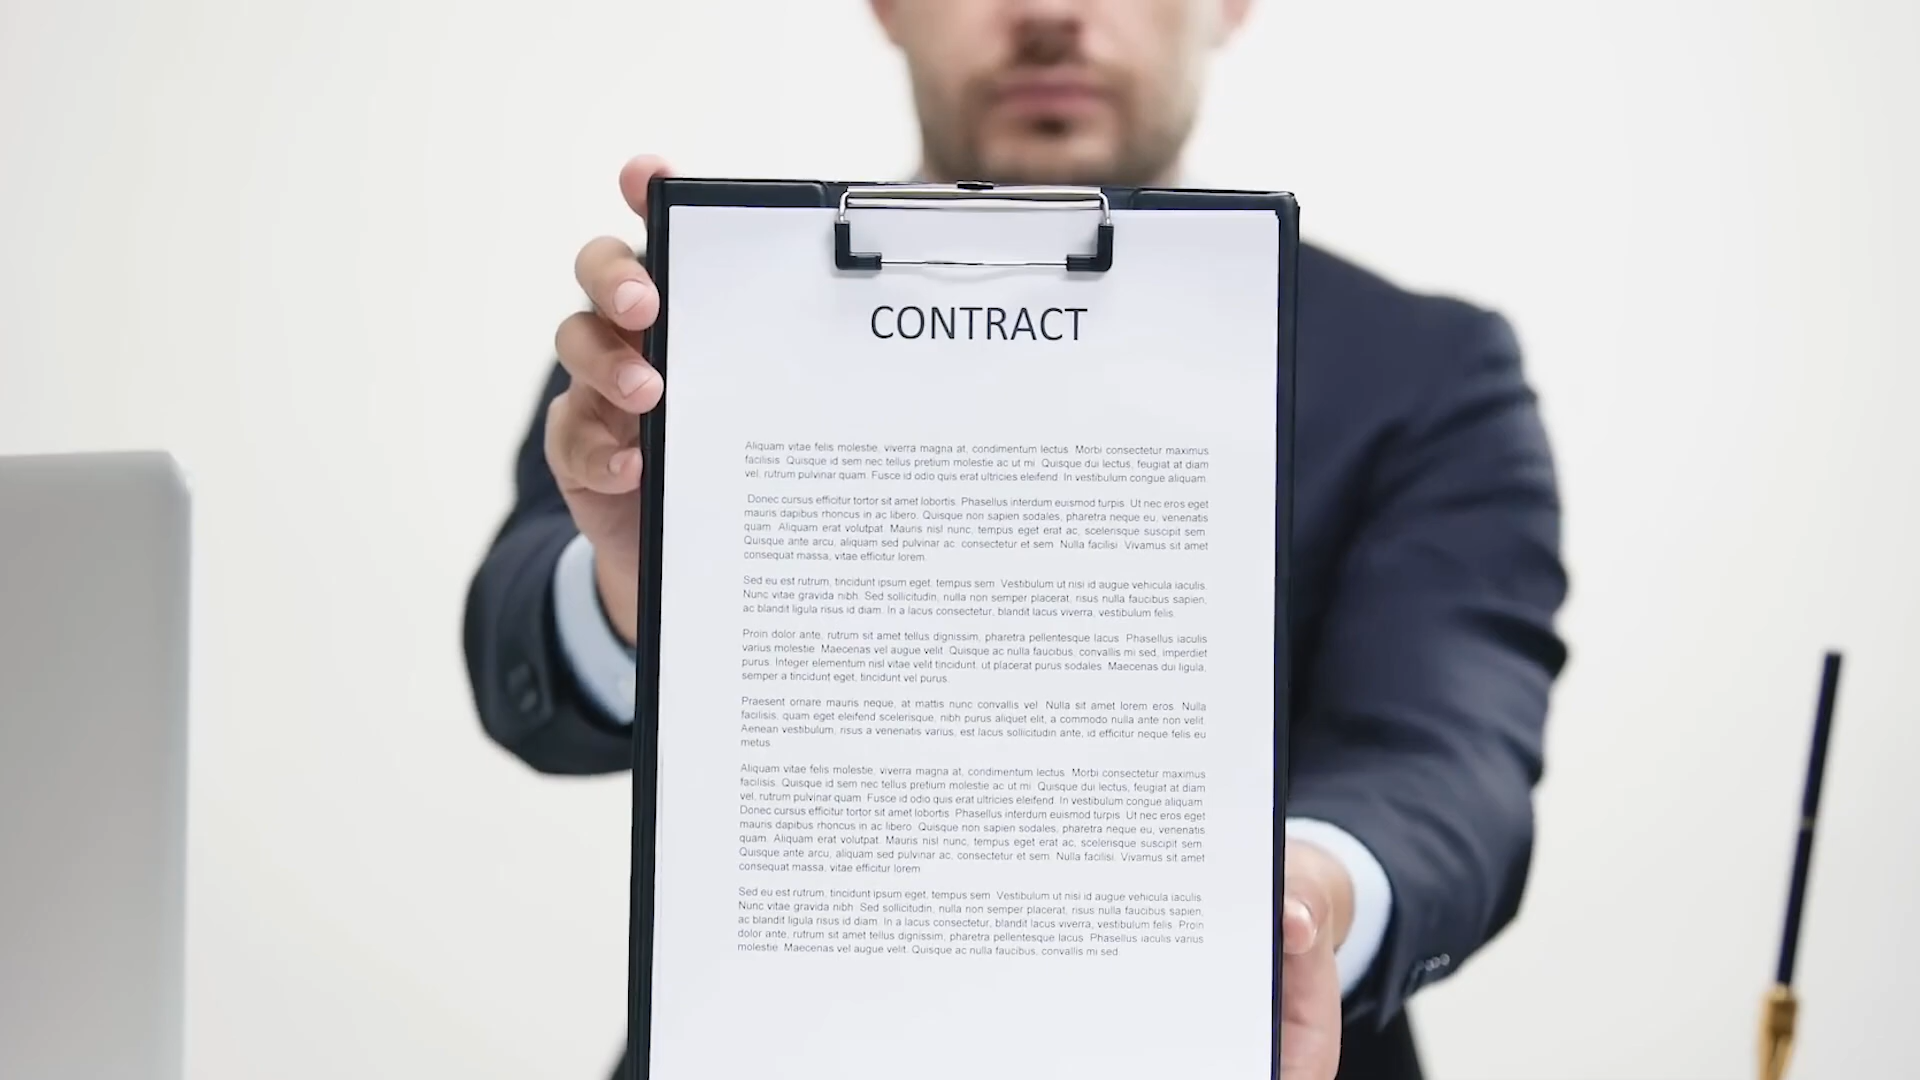 CONTRACT
Aliquam vitae felis molestie, viverra magna at, condimentum lectus. Morbi consectetur maximus
facilisis. Quisque id sem nec tellus pretium molestie ac ut mi. Quisque dui lectus, feugiat at diam
vel, rutrum pulvinar quam. Fusce id odio quis erat ultricies eleifend. In vestibulum congue aliquam.
Donec cursus efficitur tortor sit amet lobortis. Phasellus interdum euismod turpis. Ut nec eros eget
mauris dapibus rhoncus in ac libero. Quisque non sapien sodales, pharetra neque eu, venenatis
quam. Aliquam erat volutpat. Mauris nisl nunc, tempus eget erat ac, scelerisque suscipit sem.
Quisque ante arcu, aliquam sed pulvinar ac, consectetur et sem. Nulla facilisi. Vivamus sit amet
consequat massa, vitae efficitur lorem.
Sed eu est rutrum, tincidunt ipsum eget, tempus sem. Vestibulum ut nisi id augue vehicula iaculis.
Nunc vitae gravida nibh. Sed sollicitudin, nulla non semper placerat, risus nulla faucibus sapien,
ac blandit ligula risus id diam. In a lacus consectetur, blandit lacus viverra, vestibulum felis.
Proin dolor ante, rutrum sit amet tellus dignissim, pharetra pellentesque lacus. Phasellus iaculis
varius molestie. Maecenas vel augue velit. Quisque ac nulla faucibus, convallis mi sed, imperdiet
purus. Integer elementum nisl vitae velit tincidunt, ut placerat purus sodales. Maecenas dui ligula,
semper a tincidunt eget, tincidunt vel purus.
Praesent ornare mauris neque, at mattis nunc convallis vel. Nulla sit amet lorem eros. Nulla
facilisis, quam eget eleifend scelerisque, nibh purus aliquet elit, a commodo nulla ante non velit.
Aenean vestibulum, risus a venenatis varius, est lacus sollicitudin ante, id efficitur neque felis eu
metus.
Aliquam vitae felis molestie, viverra magna at, condimentum lectus. Morbi consectetur maximus
facilisis. Quisque id sem nec tellus pretium molestie ac ut mi. Quisque dui lectus, feugiat at diam
vel, rutrum pulvinar quam. Fusce id odio quis erat ultricies eleifend. In vestibulum congue aliquam.
Donec cursus efficitur tortor sit amet lobortis. Phasellus interdum euismod turpis. Ut nec eros eget
mauris dapibus rhoncus in ac libero. Quisque non sapien sodales, pharetra neque eu, venenatis
quam. Aliquam erat volutpat. Mauris nisl nunc, tempus eget erat ac, scelerisque suscipit sem.
Quisque ante arcu, aliquam sed pulvinar ac, consectetur et sem. Nulla facilisi. Vivamus sit amet
consequat massa, vitae efficitur lorem.
Sed eu est rutrum, tincidunt ipsum eget, tempus sem. Vestibulum ut nisi id augue vehicula iaculis.
Nunc vitae gravida nibh. Sed sollicitudin, nulla non semper placerat, risus nulla faucibus sapien,
ac blandit ligula risus id diam. In a lacus consectetur, blandit lacus viverra, vestibulum felis. Proin
dolor ante, rutrum sit amet tellus dignissim, pharetra pellentesque lacus. Phasellus iaculis varius
molestie. Maecenas vel augue velit. Quisque ac nulla faucibus, convallis mi sed